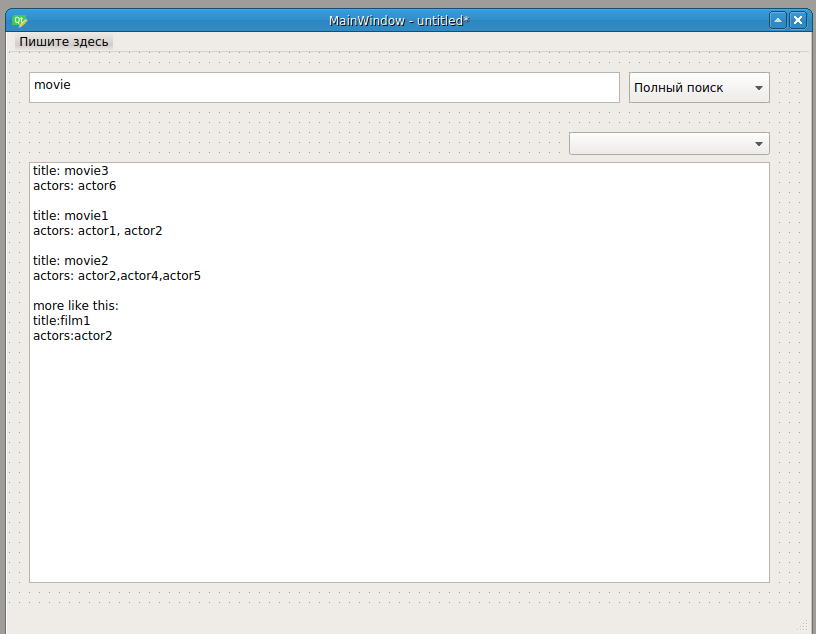 MainWindow - untitled*
Пишите здесь
movie
Полный поиск
title: movie3
actors: actor6
title: movie1
actors: actor1, actor2
title: movie2
actors: actor2,actor4,actor5
more like this:
title:film1
actors:actor2